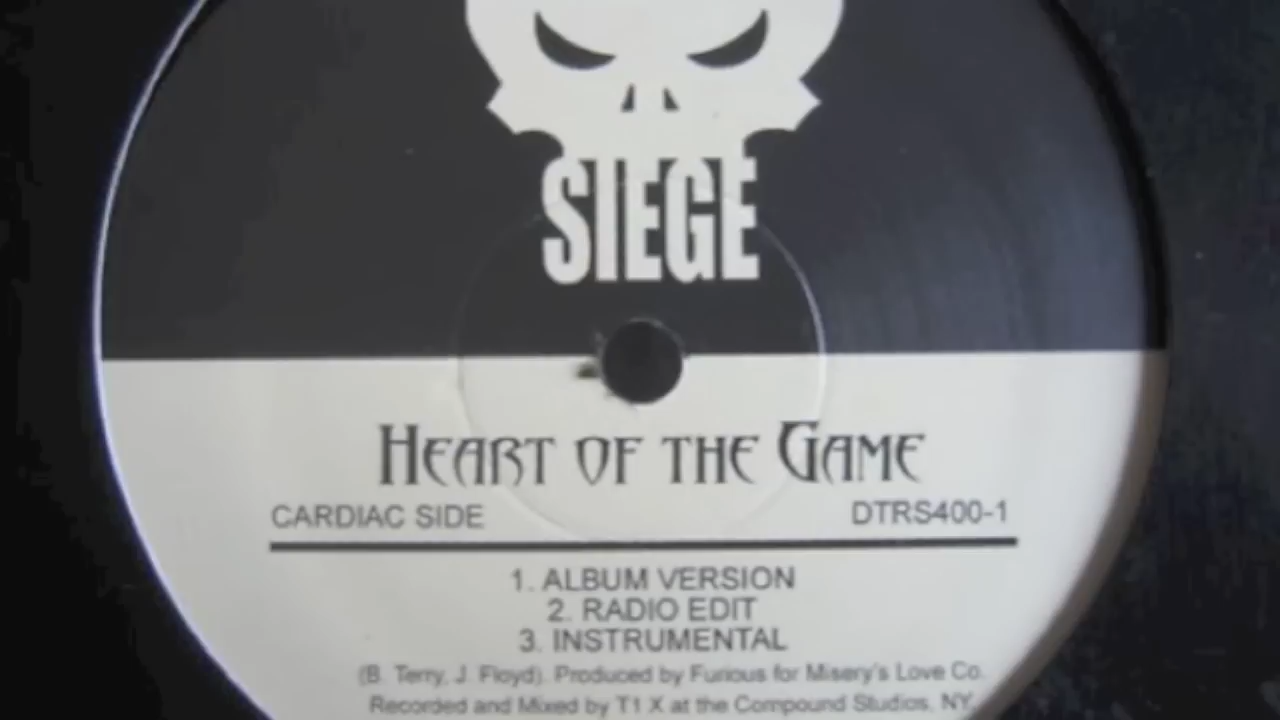 SIEGE
HEART OF THE GAME
CARDIAC SIDE DTRS400-1
1. ALBUM VERSION
2. RADIO EDIT
3. INSTRUMENTAL
(B. Terry, J. Floyd). Produced by Furious for Misery's Love Co.
Recorded and Mixed by T1 X at the Compound Studios, NY